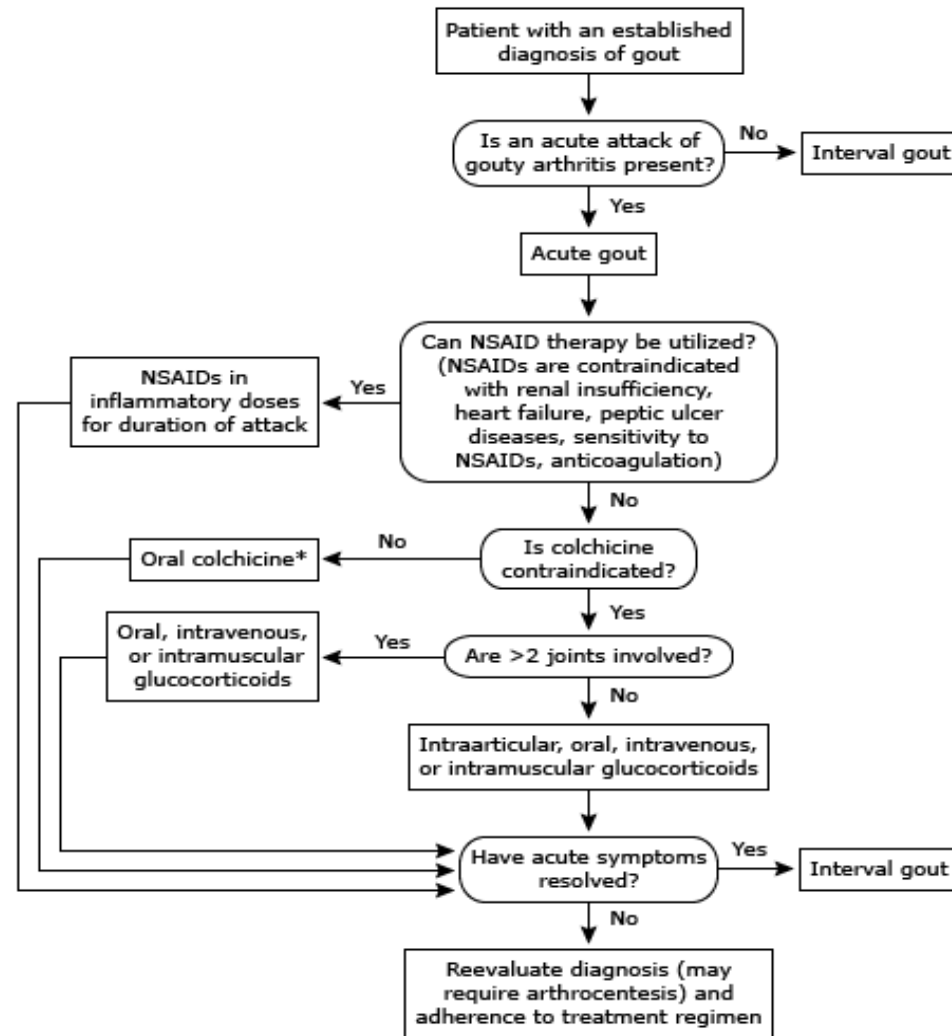 Patient with an established
diagnosis of gout
Is an acute attack of
gouty arthritis present?
No
Interval gout
Yes
Acute gout
Can NSAID therapy be utilized?
(NSAIDs are contraindicated
with renal insufficiency,
heart failure, peptic ulcer
diseases, sensitivity to
NSAIDs, anticoagulation)
Yes
NSAIDs in
inflammatory doses
for duration of attack
No
Is colchicine
contraindicated?
No
Oral colchicine*
Yes
Are >2 joints involved?
Yes
Oral, intravenous,
or intramuscular
glucocorticoids
No
Intraarticular, oral, intravenous,
or intramuscular glucocorticoids
Have acute symptoms
resolved?
Yes
Interval gout
No
Reevaluate diagnosis (may
require arthrocentesis) and
adherence to treatment regimen